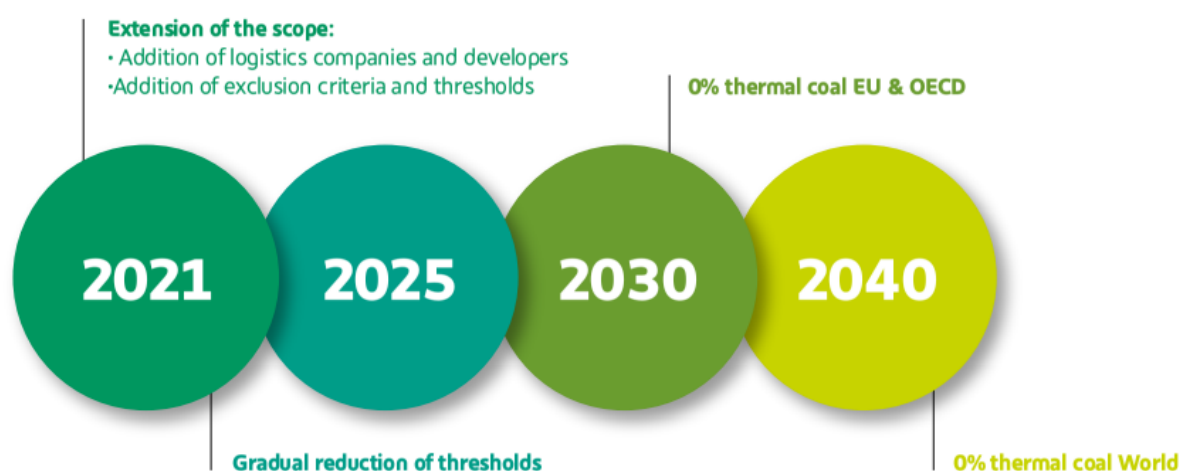 Extension of the scope:
· Addition of logistics companies and developers
·Addition of exclusion criteria and thresholds
0% thermal coal EU & OECD
2021
2025
2030
2040
Gradual reduction of thresholds
0% thermal coal World